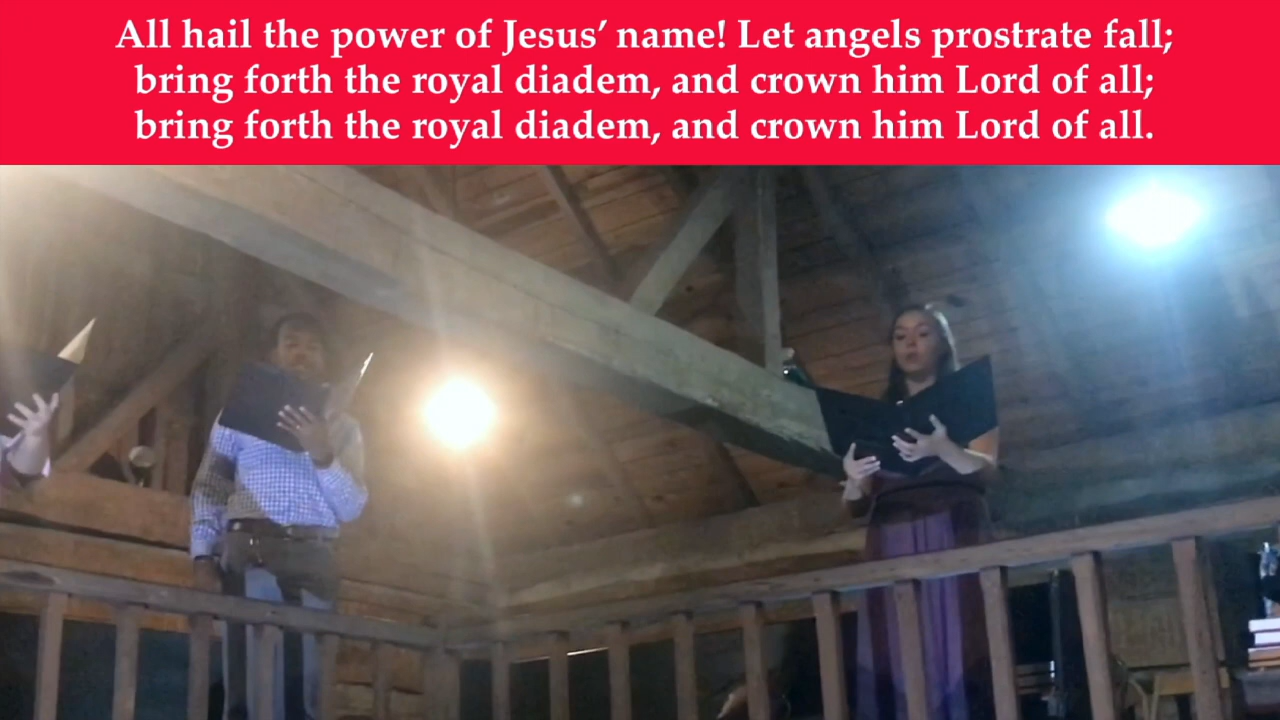 All hail the power of Jesus’ name! Let angels prostrate fall;
bring forth the royal diadem, and crown him Lord of all;
bring forth the royal diadem, and crown him Lord of all.